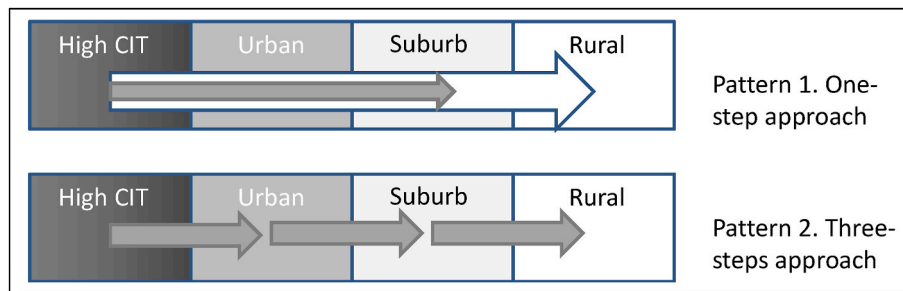 High CIT Urban Suburb Rural
Pattern 1. One-
step approach
High CIT Urban Suburb Rural
Pattern 2. Three-
steps approach